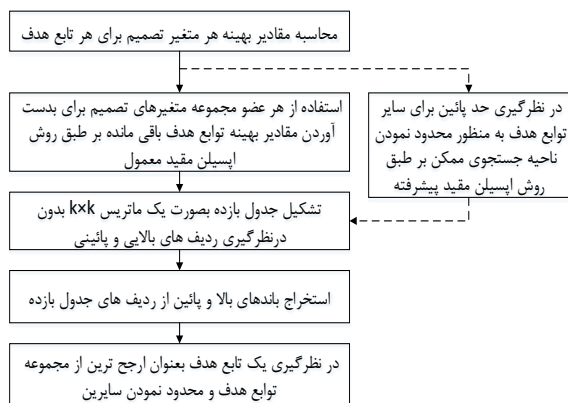 محاسبه مقادیر بهینه هر متغیر تصمیم برای هر تابع هدف
در نظرگیری حد پائین برای سایر
توابع هدف به منظور محدود نمودن
ناحیه جستجوی ممکن بر طبق
روش اپسیلن مقید پیشرفته
استفاده از هر عضو مجموعه متغیرهای تصمیم برای بدست
آوردن مقادیر بهینه توابع هدف باقی مانده بر طبق روش
اپسیلن مقید معمول
تشکیل جدول بازده بصورت یک ماتریس k×k بدون
درنظرگیری ردیف های بالایی و پائینی
استخراج باندهای بالا و پائین از ردیف های جدول بازده
در نظرگیری یک تابع هدف بعنوان ارجح ترین از مجموعه
توابع هدف و محدود نمودن سایرین